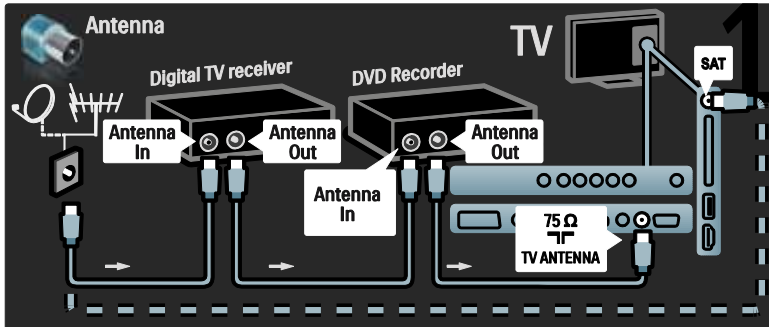 Antenna
TV
1
Digital TV receiver
DVD Recorder
SAT
Antenna
In
Antenna
Out
Antenna
Out
Antenna
In
75 Ω
TV ANTENNA